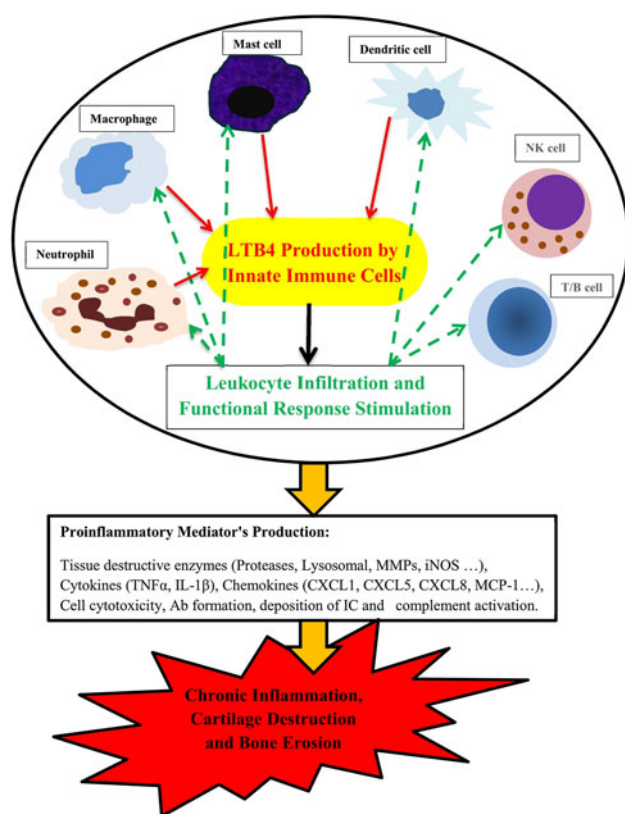 Mast cell
Dendritic cell
Macrophage
NK cell
Neutrophil
LTB4 Production by
Innate Immune Cells
T/B cell
Leukocyte Infiltration and
Functional Response Stimulation
Proinflammatory Mediator's Production:
Tissue destructive enzymes (Proteases, Lysosomal, MMPs, iNOS …),
Cytokines (TNFα, IL-1β), Chemokines (CXCL1, CXCL5, CXCL8, MCP-1…),
Cell cytotoxicity, Ab formation, deposition of IC and complement activation.
Chronic Inflammation,
Cartilage Destruction
and Bone Erosion